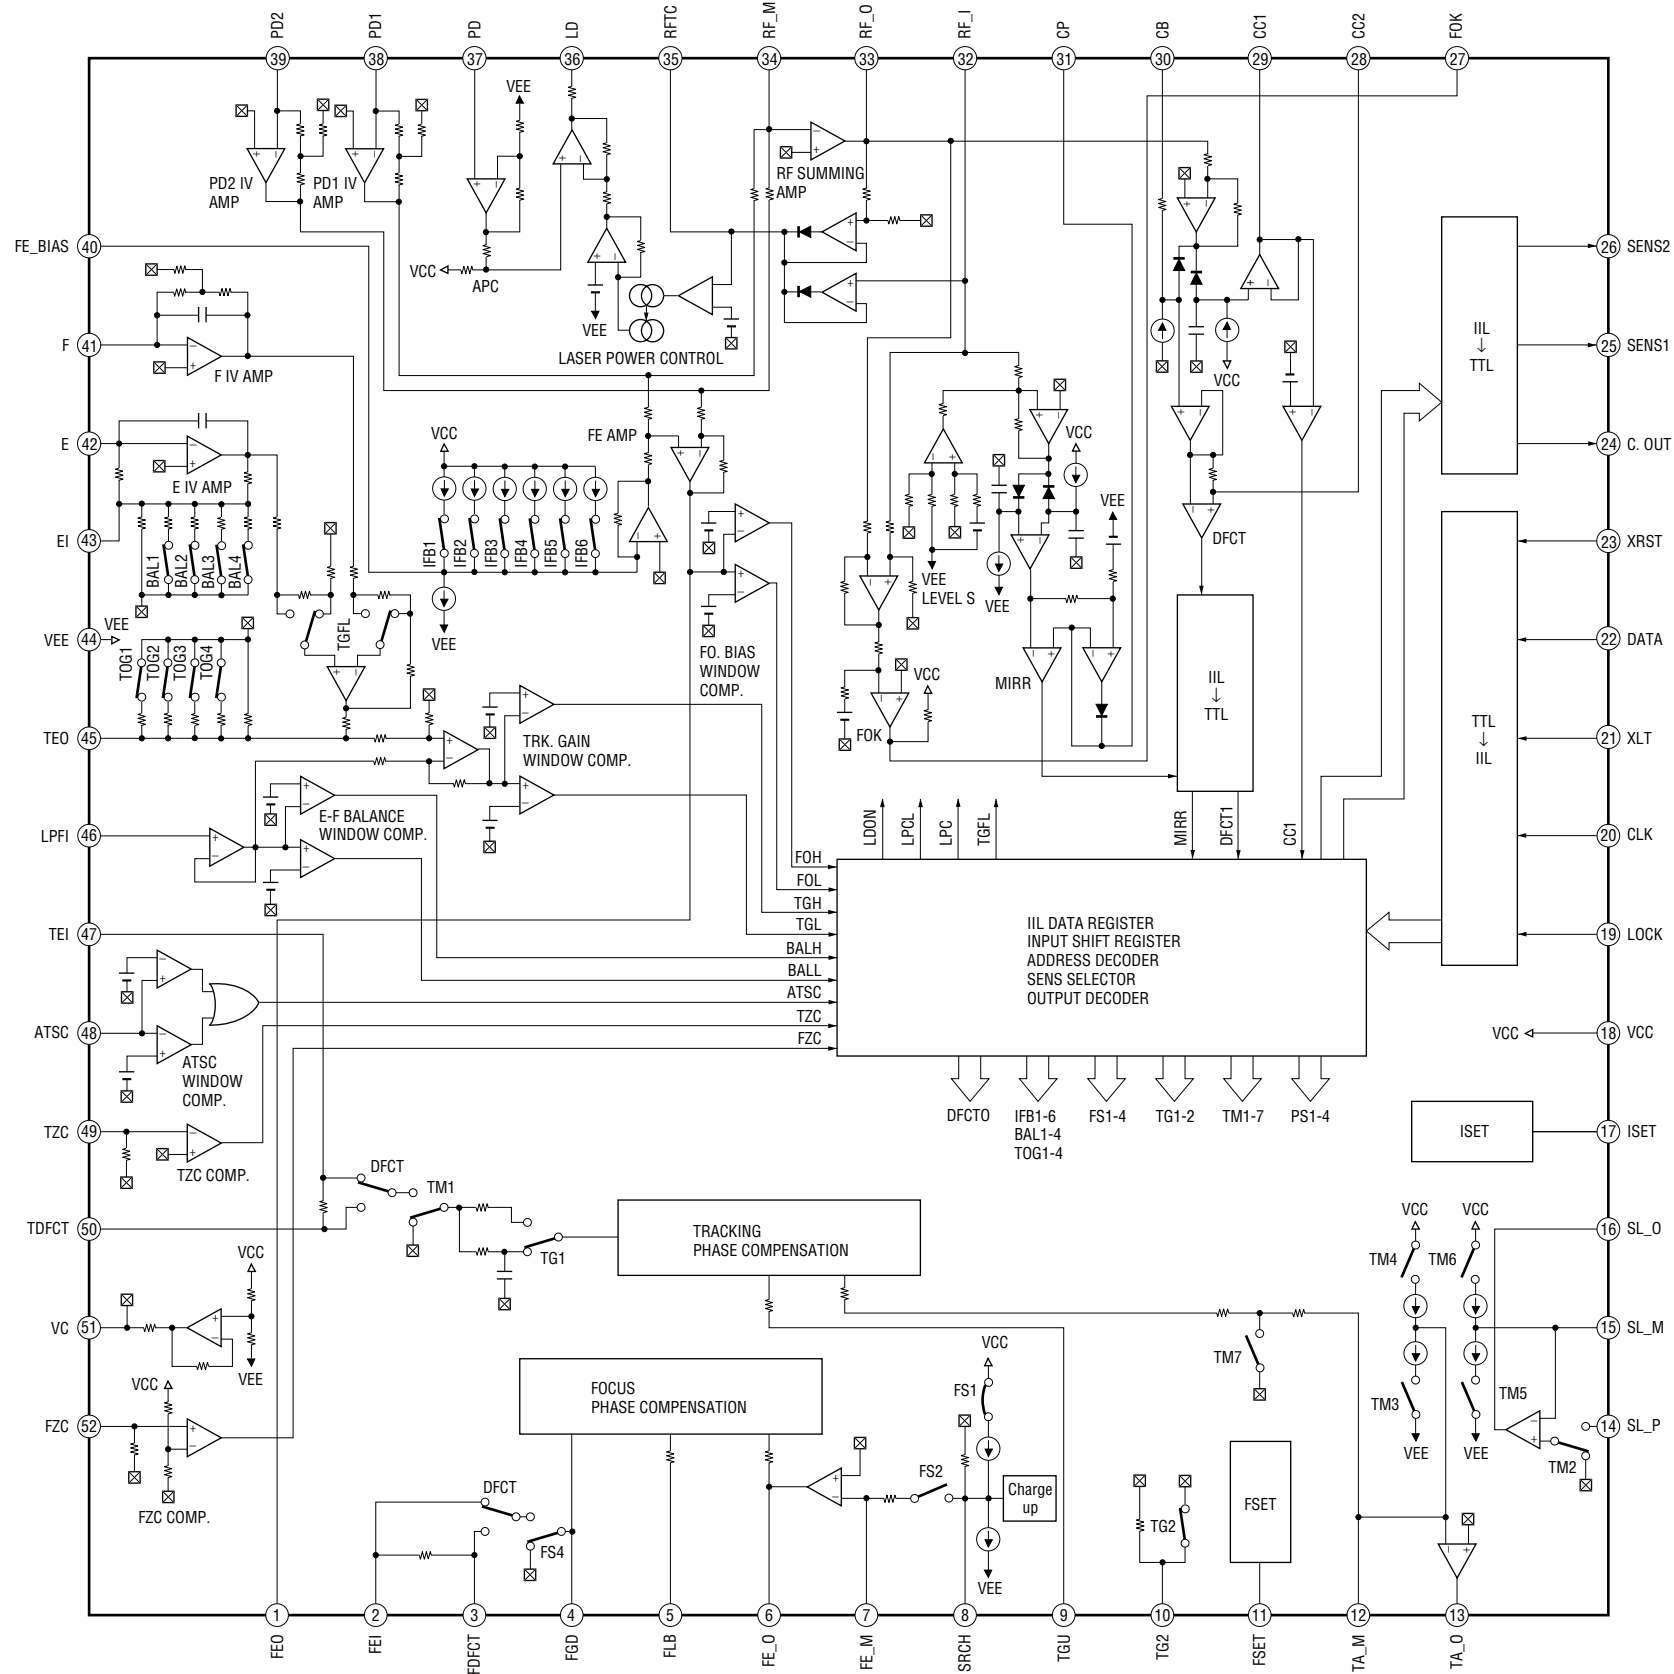 PD2
PD1
PD
LD
RFTC
RF_M
RF_O
RF_I
CP
CB
CC1
CC2
FOK
39
38
37
36
35
34
33
32
31
30
29
28
27
VEE
PD2 IV
AMP
PD1 IV
AMP
VCC
APC
VEE
LASER POWER CONTROL
RF SUMMING
AMP
VCC
FE_BIAS
40
F
41
F IV AMP
E
42
E IV AMP
EI
43
BAL1
BAL2
BAL3
BAL4
VEE
44
VEE
TOG1
TOG2
TOG3
TOG4
TGFL
TEO
45
LPFI
46
E-F BALANCE
WINDOW COMP.
TRK. GAIN
WINDOW COMP.
VCC
IFB1
IFB2
IFB3
IFB4
IFB5
IFB6
VEE
FE AMP
FO. BIAS
WINDOW
COMP.
VEE
LEVEL S
VCC
FOK
VCC
VEE
VEE
MIRR
DFCT
IIL
↓
TTL
IIL
↓
TTL
26
SENS2
25
SENS1
24
C. OUT
TTL
↓
IIL
23
XRST
22
DATA
21
XLT
20
CLK
19
LOCK
LDON
LPCL
LPC
TGFL
MIRR
DFCT1
CC1
FOH
FOL
TGH
TGL
BALH
BALL
ATSC
TZC
FZC
IIL DATA REGISTER
INPUT SHIFT REGISTER
ADDRESS DECODER
SENS SELECTOR
OUTPUT DECODER
DFCTO
IFB1-6
BAL1-4
TOG1-4
FS1-4
TG1-2
TM1-7
PS1-4
TEI
47
ATSC
48
ATSC
WINDOW
COMP.
TZC
49
TZC COMP.
TDFCT
50
DFCT
TM1
TG1
TRACKING
PHASE COMPENSATION
VC
51
VCC
VEE
FZC
52
VCC
FZC COMP.
FOCUS
PHASE COMPENSATION
DFCT
FS4
FS2
VCC
FS1
Charge
up
VEE
TM7
TG2
FSET
VCC
18
VCC
ISET
17
ISET
VCC
TM4
VCC
TM6
16
SL_O
15
SL_M
TM3
VEE
TM5
VEE
14
SL_P
TM2
1
2
3
4
5
6
7
8
9
10
11
12
13
FEO
FEI
FDFCT
FGD
FLB
FE_O
FE_M
SRCH
TGU
TG2
FSET
TA_M
TA_O